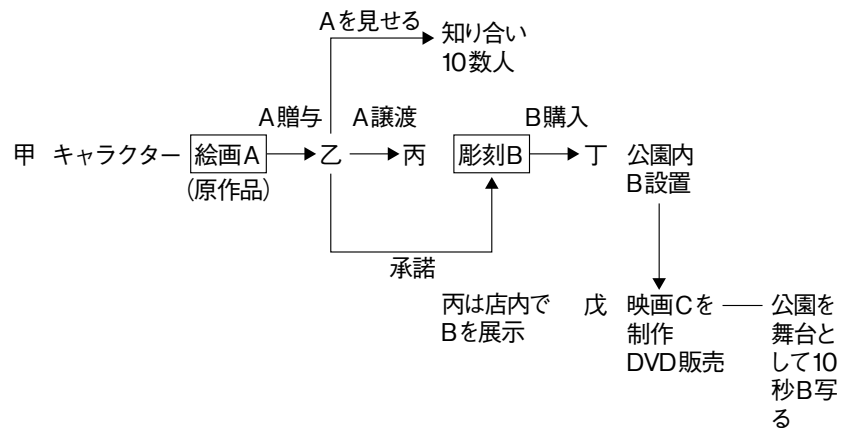 Aを見せる
知り合い
10数人
A贈与
A譲渡
B購入
甲 キャラクター 絵画A 乙 丙 彫刻B 丁 公園内
(原作品)
B設置
承諾
丙は店内で
Bを展示
戊 映画Cを
制作
DVD販売
公園を
舞台と
して10
秒B写
る